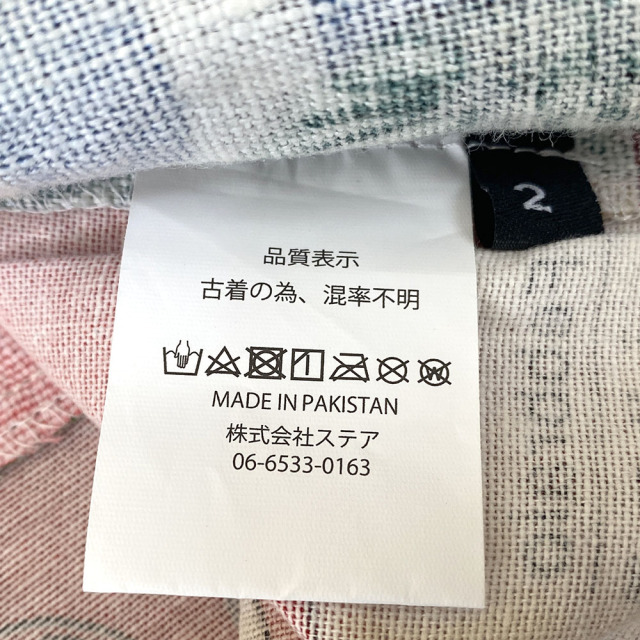 2
品質表示
古着の為、混率不明
MADE IN PAKISTAN
株式会社ステア
06-6533-0163